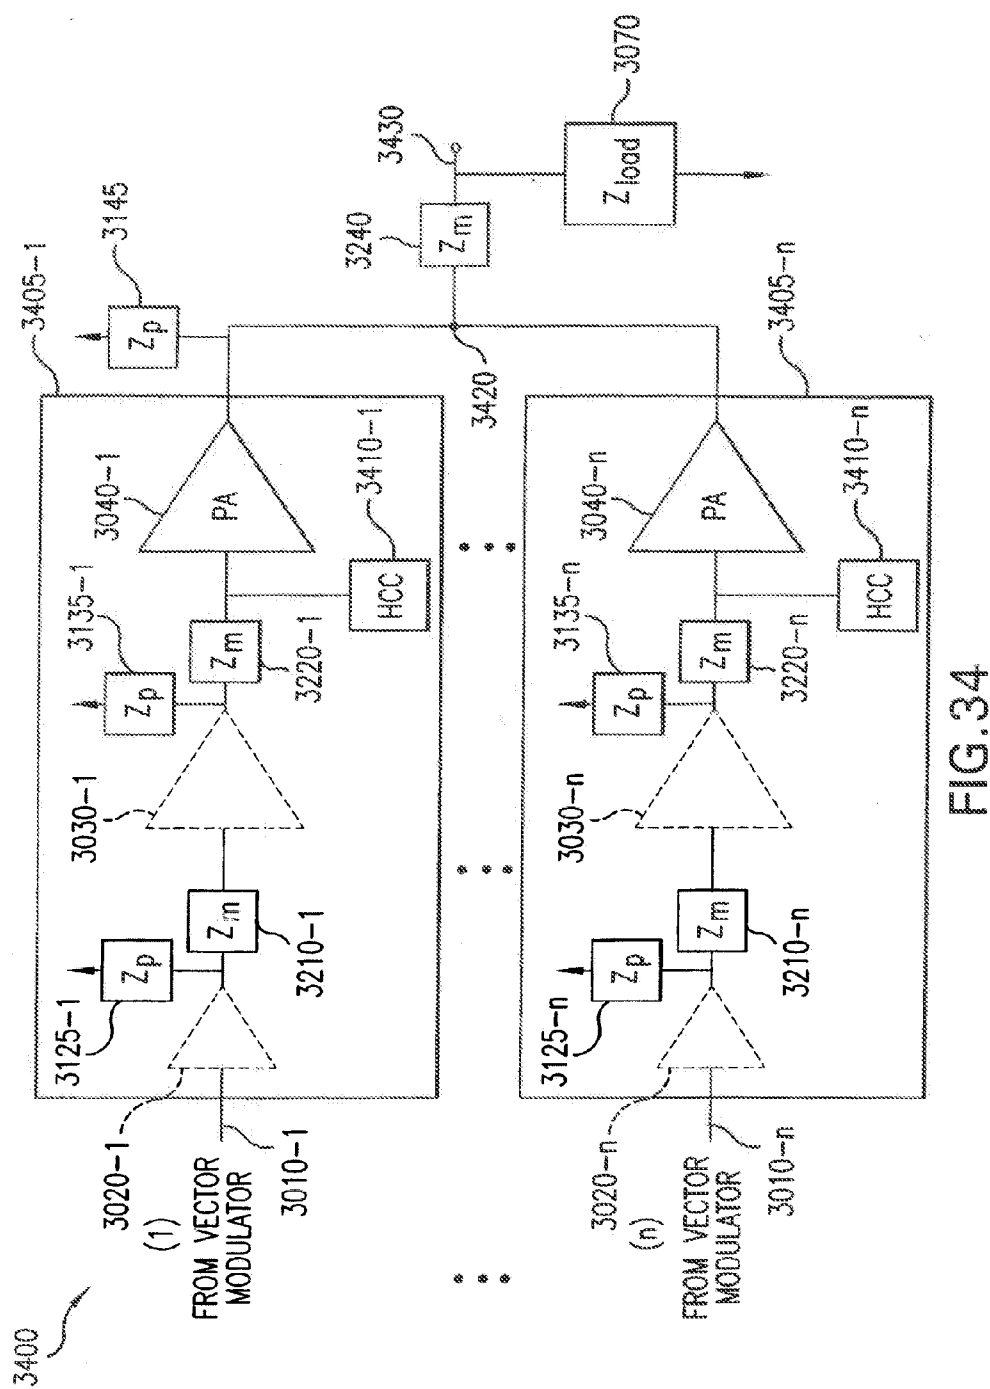 3400
(1)
FROM VECTOR
MODULATOR
3010-1
3020-1
3125-1
Zp
Zm
3210-1
3030-1
3135-1
Zp
Zm
3220-1
3040-1
PA
HCC
3410-1
3405-1
3145
Zp
3420
3240
Zm
3430
Zload
3070
(n)
FROM VECTOR
MODULATOR
3010-n
3020-n
3125-n
Zp
Zm
3210-n
3030-n
3135-n
Zp
Zm
3220-n
3040-n
PA
HCC
3410-n
3405-n
FIG.34